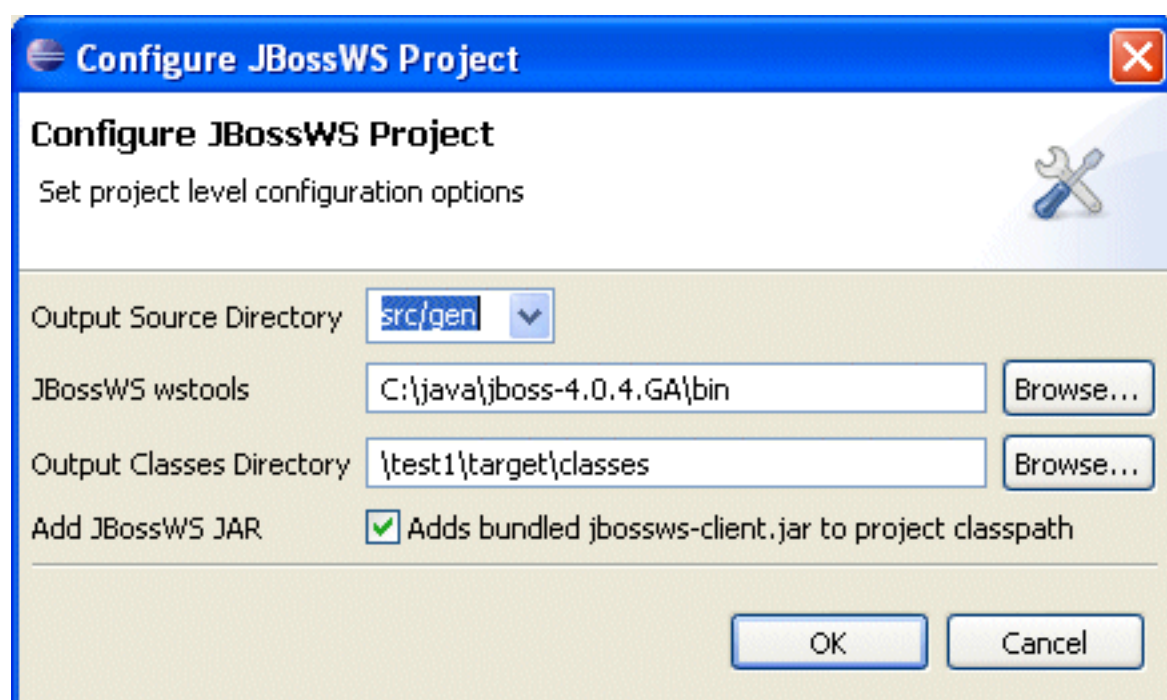 Configure JBossWS Project
Configure JBossWS Project
Set project level configuration options
Output Source Directory src/gen
JBossWS wstools C:\java\jboss-4.0.4.GA\bin Browse...
Output Classes Directory \test1\target\classes Browse...
Add JBossWS JAR Adds bundled jbossws-client.jar to project classpath
OK Cancel